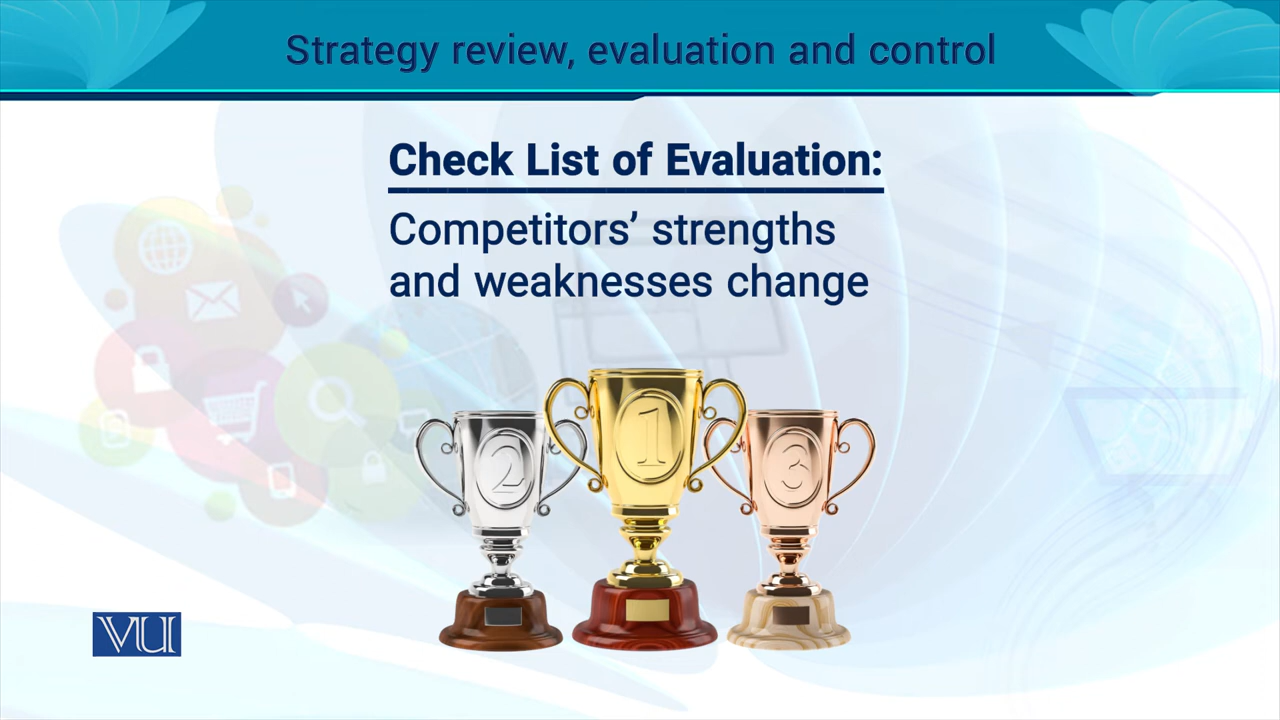 Strategy review, evaluation and control
Check List of Evaluation:
Competitors’ strengths
and weaknesses change
2
1
3
VU